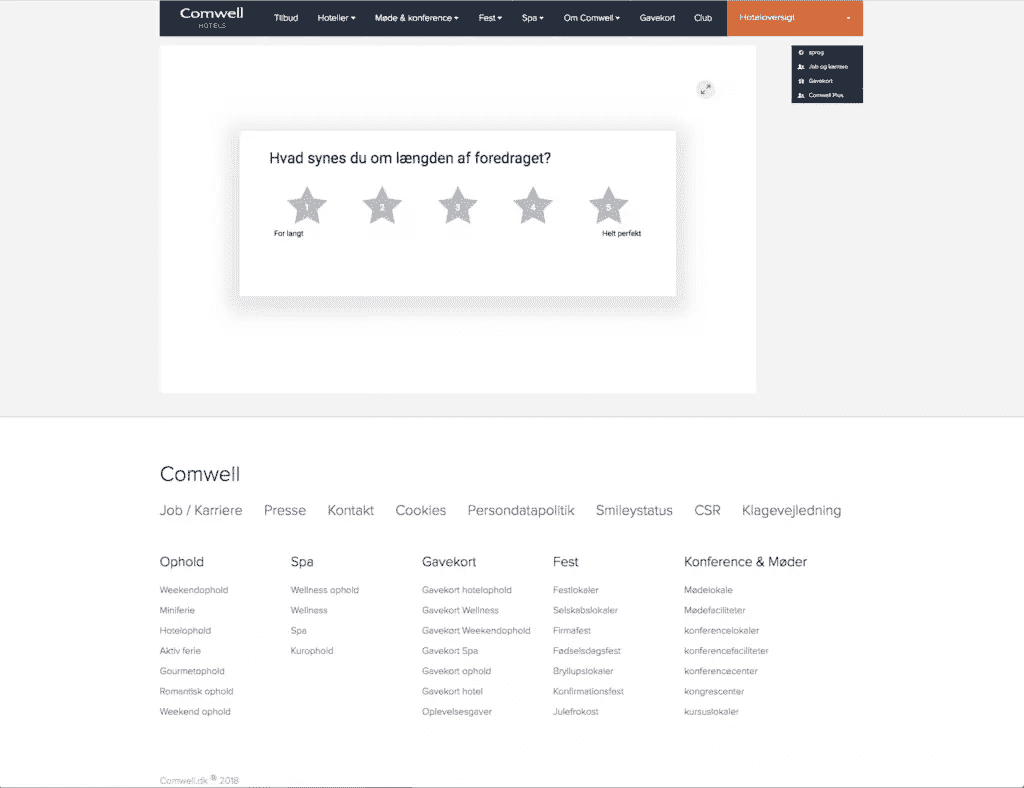 Comwell
HOTELS
Tilbud Hoteller Møde & konference Fest Spa Om Comwell Gavekort Club Hoteloversigt
sprog
Job og karriere
Gavekort
Comwell Plus
Hvad synes du om længden af foredraget?
1 2 3 4 5
For langt Helt perfekt
Comwell
Job / Karriere Presse Kontakt Cookies Persondatapolitik Smileystatus CSR Klagevejledning
Ophold Spa Gavekort Fest Konference & Møder
Weekendophold Wellness ophold Gavekort hotelophold Festlokaler Mødelokale
Miniferie Wellness Gavekort Wellness Selskabslokaler Mødefaciliteter
Hotelophold Spa Gavekort Weekendophold Firmafest konferencelokaler
Aktiv ferie Kurophold Gavekort Spa Fødselsdagsfest konferencefaciliteter
Gourmetophold Gavekort ophold Bryllupslokaler konferencecenter
Romantisk ophold Gavekort hotel Konfirmationsfest kongrescenter
Weekend ophold Oplevelsesgaver Julefrokost kursuslokaler
Comwell.dk ® 2018